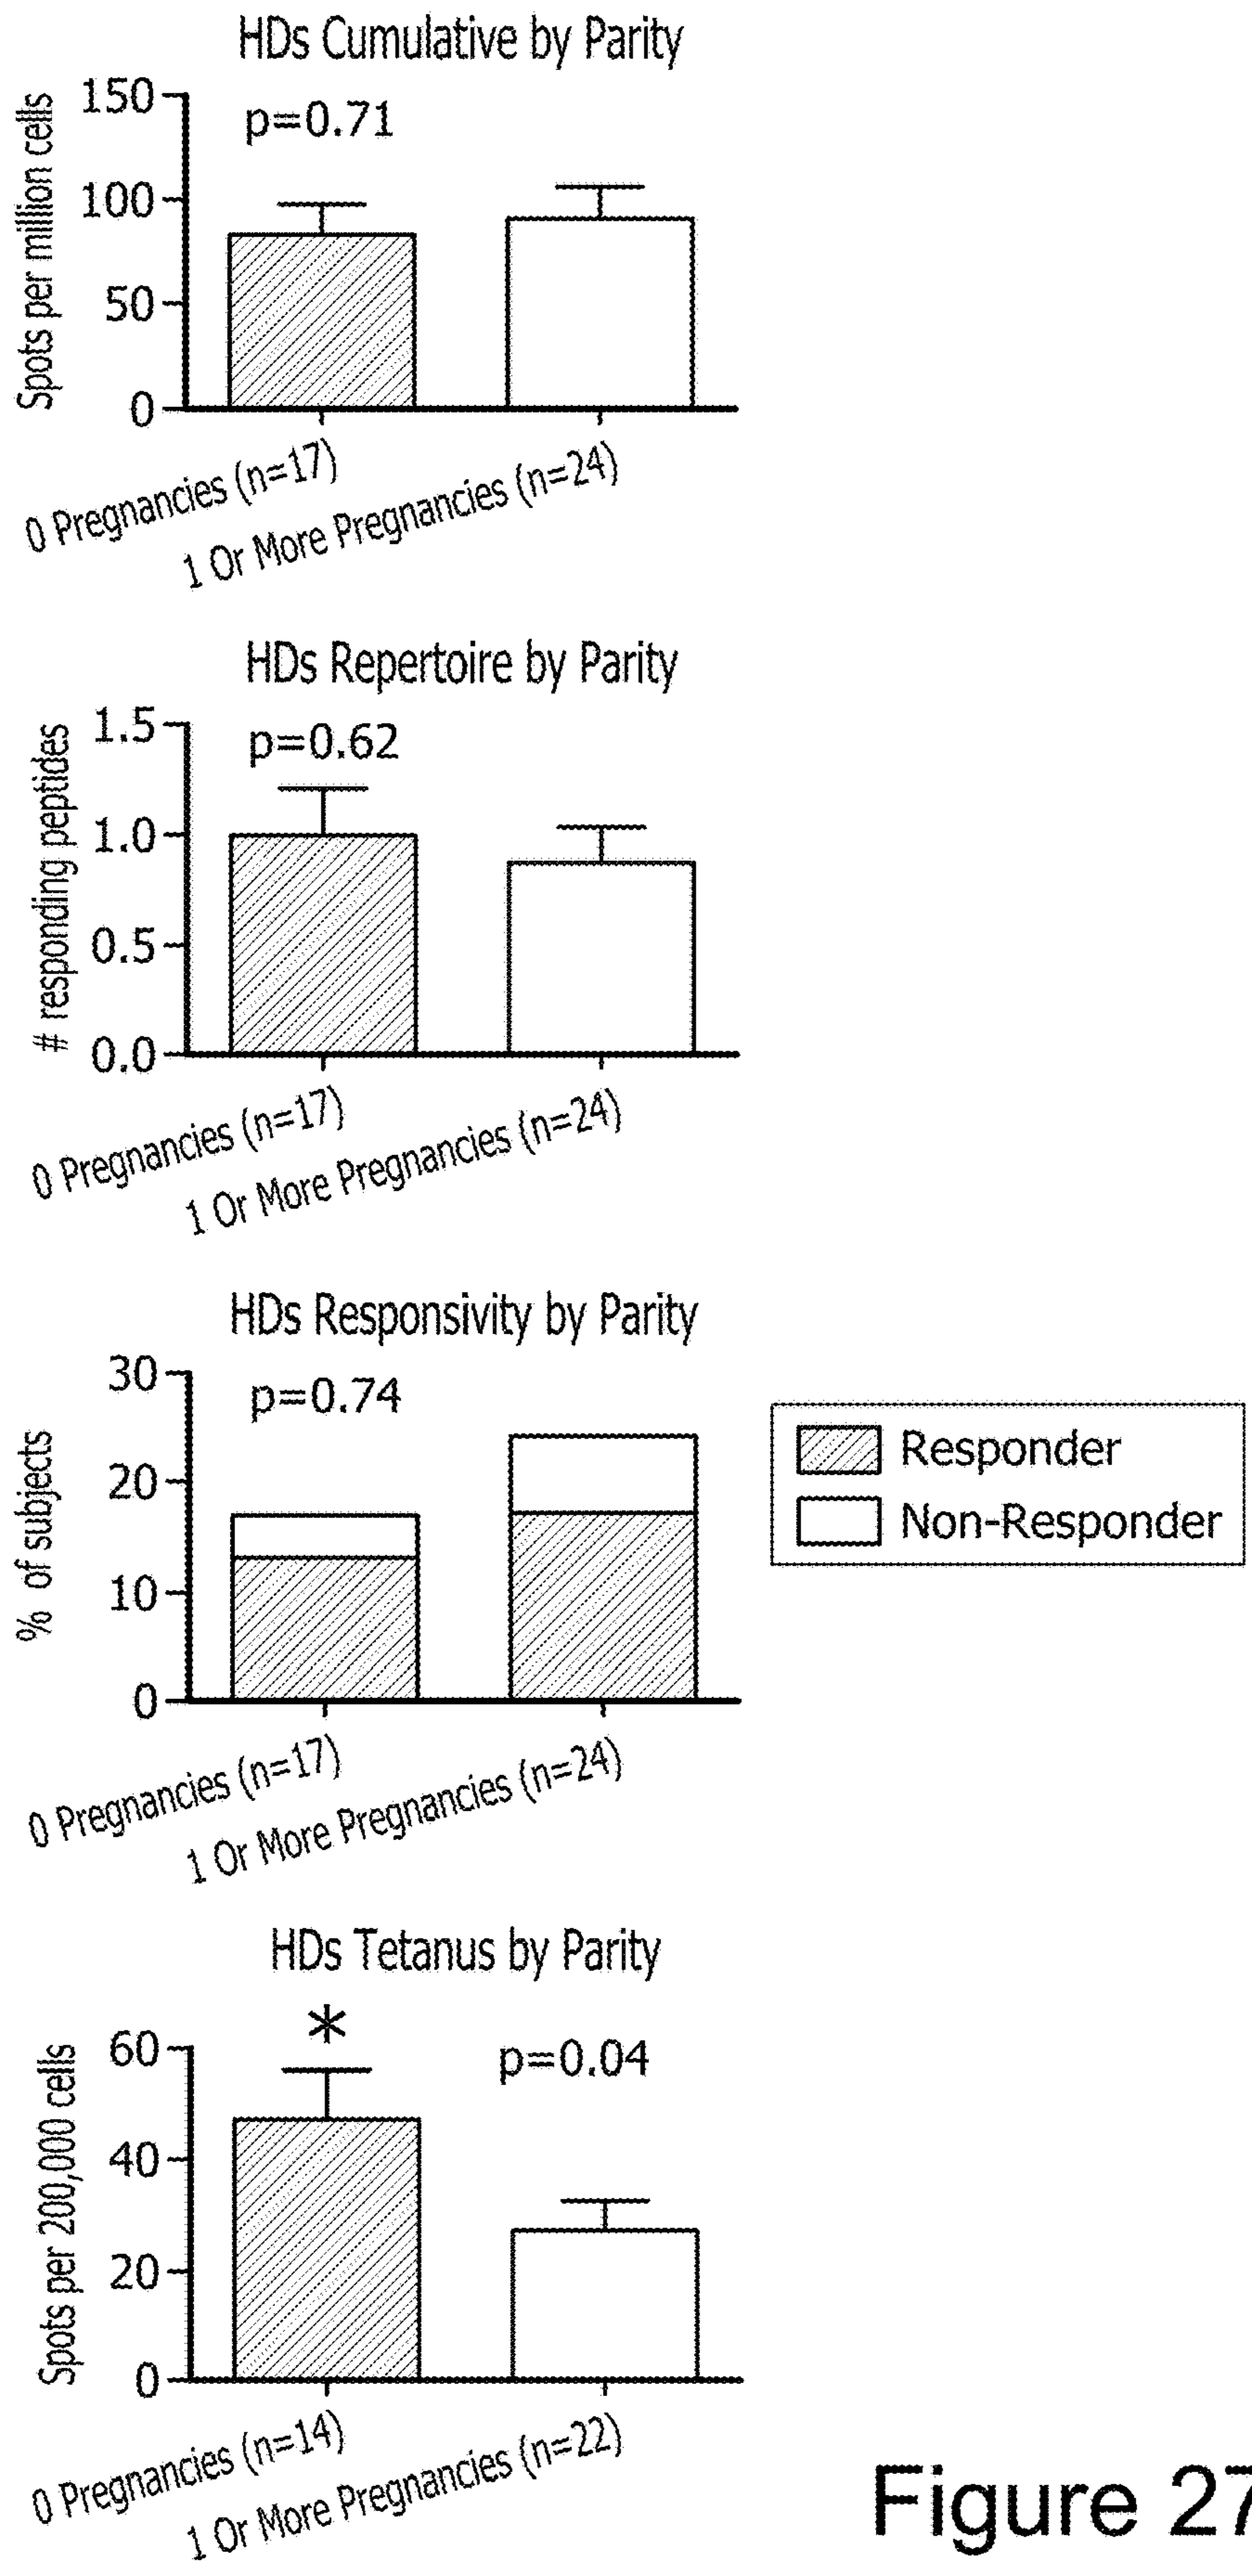 HDs Cumulative by Parity
150
p=0.71
100
50
0
Spots per million cells
0 Pregnancies (n=17)
1 Or More Pregnancies (n=24)
HDs Repertoire by Parity
1.5
p=0.62
1.0
0.5
0.0
# responding peptides
0 Pregnancies (n=17)
1 Or More Pregnancies (n=24)
HDs Responsivity by Parity
30
p=0.74
20
10
0
% of subjects
Responder
Non-Responder
0 Pregnancies (n=17)
1 Or More Pregnancies (n=24)
HDs Tetanus by Parity
*
60
p=0.04
40
20
0
Spots per 200,000 cells
0 Pregnancies (n=14)
1 Or More Pregnancies (n=22)
Figure 27